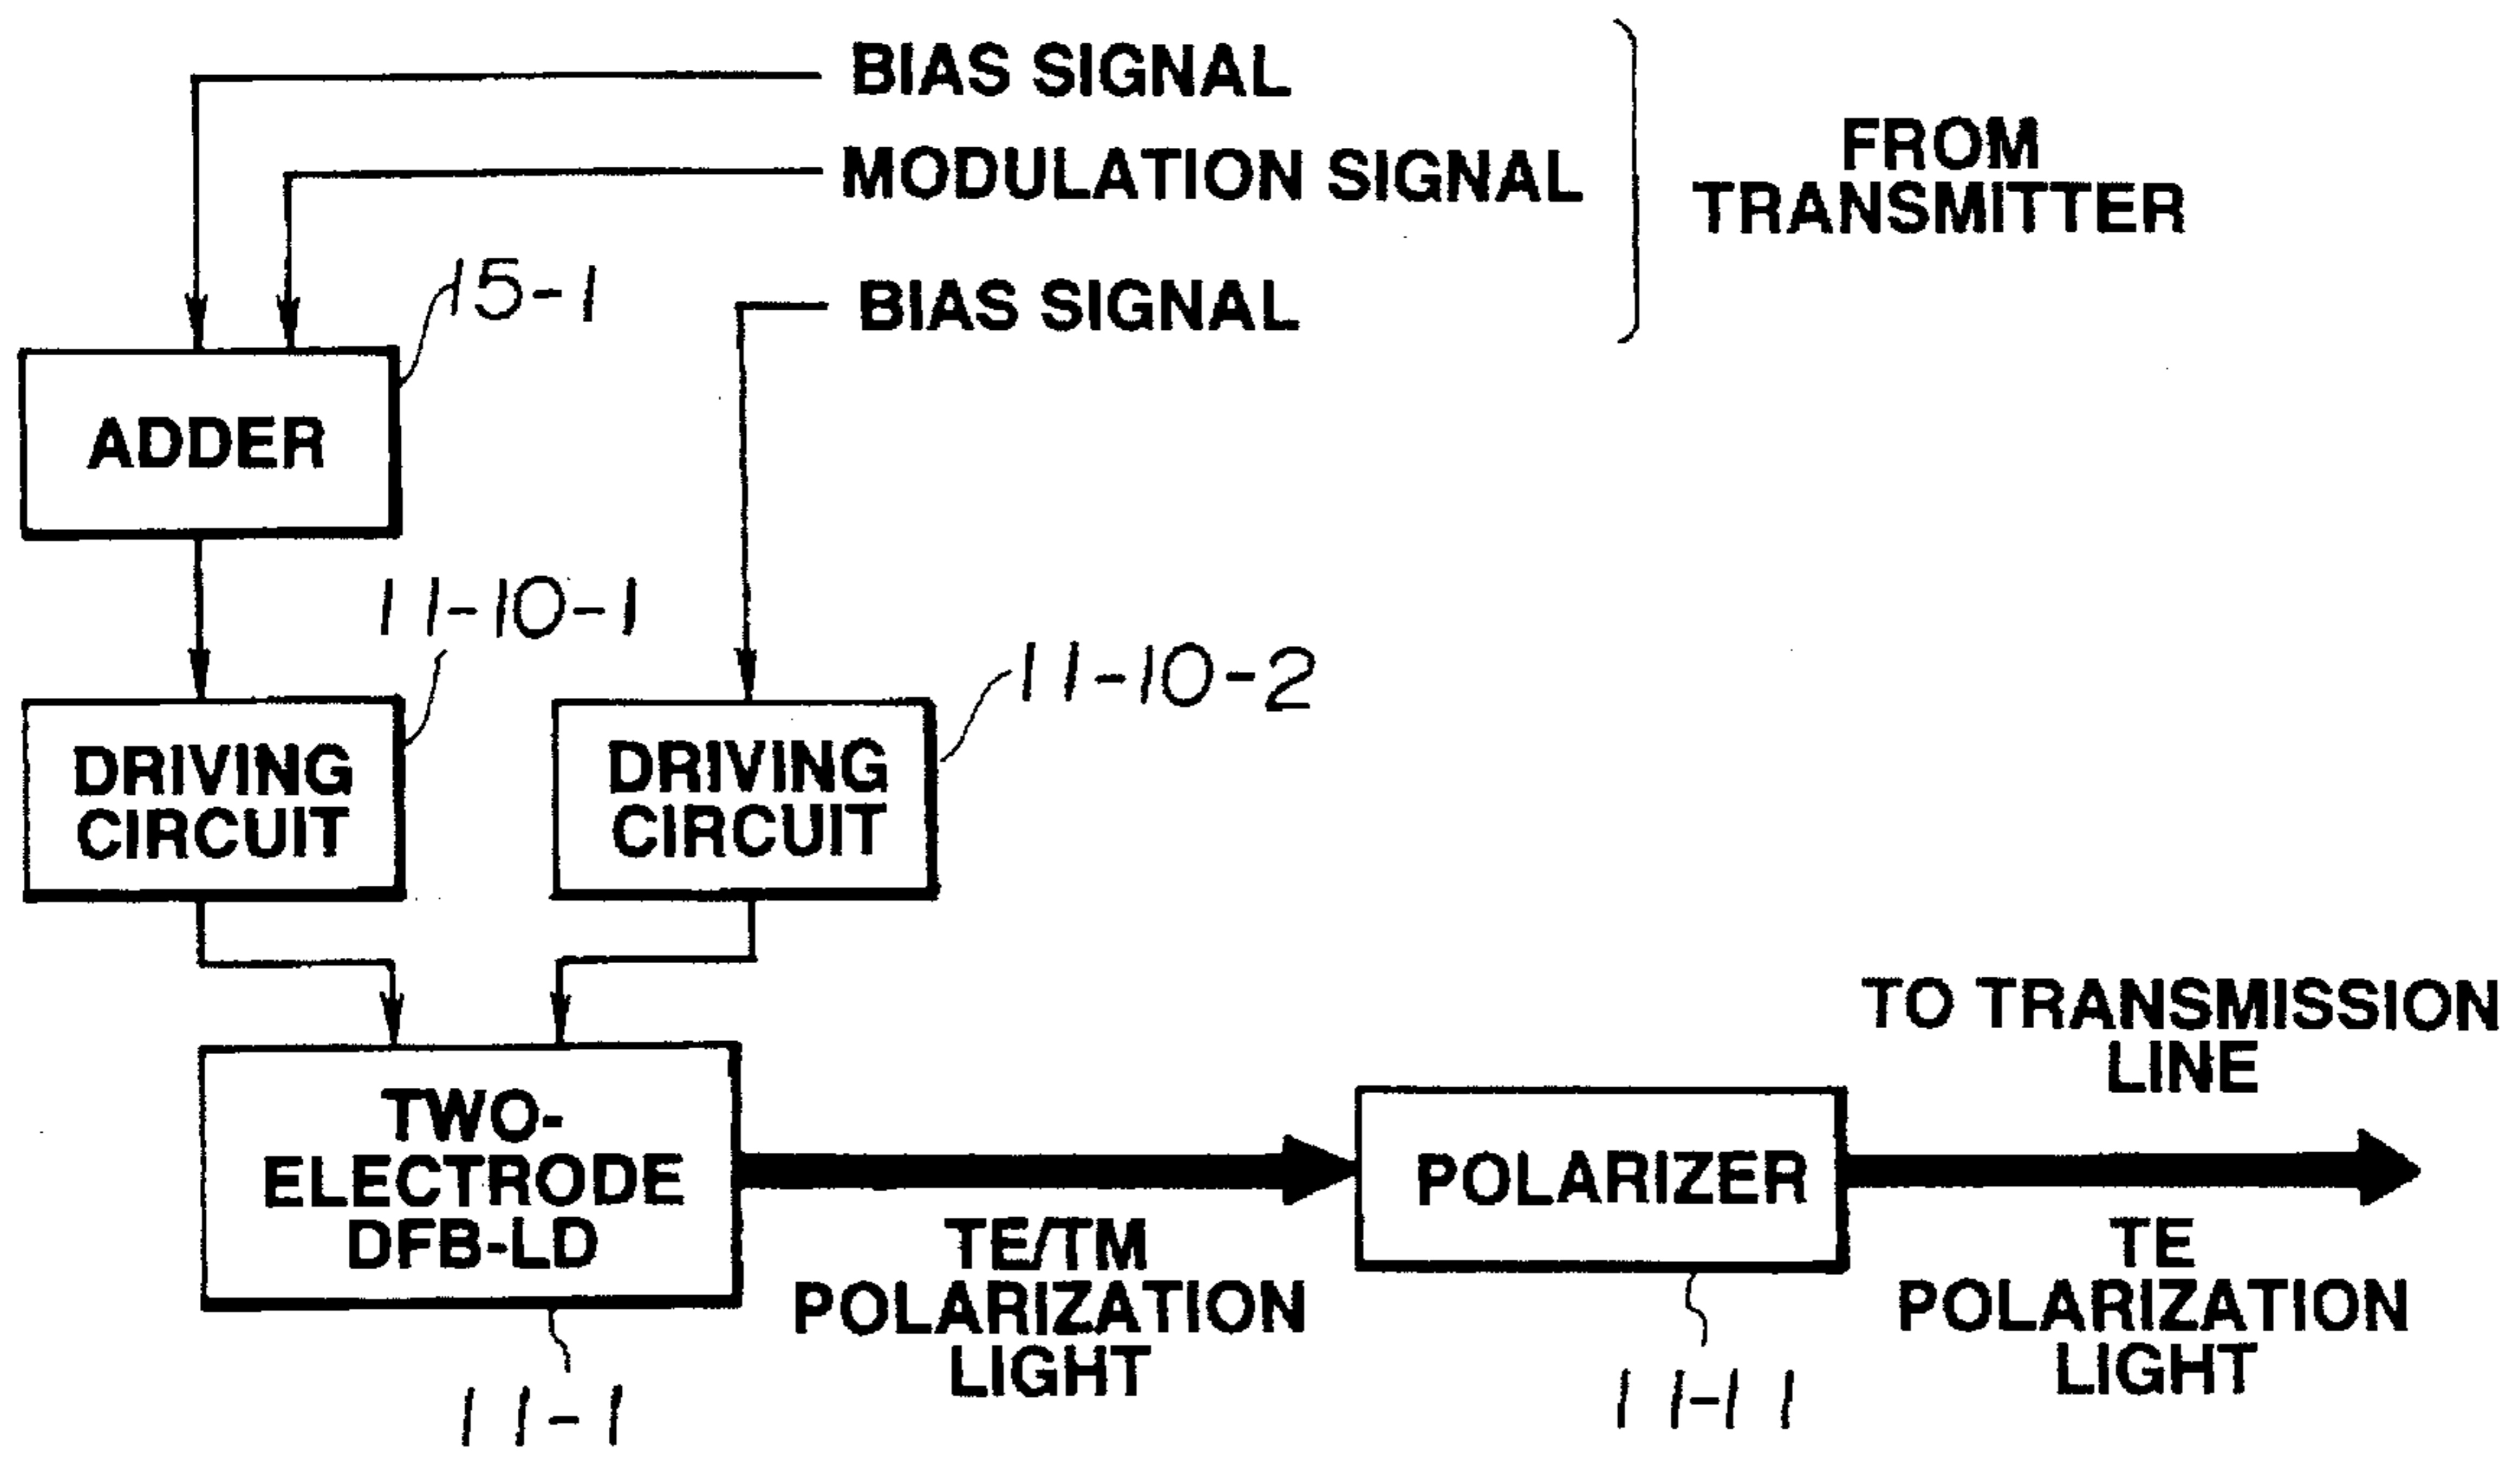 BIAS SIGNAL
MODULATION SIGNAL
BIAS SIGNAL
FROM
TRANSMITTER
15-1
ADDER
11-10-1
11-10-2
DRIVING
CIRCUIT
DRIVING
CIRCUIT
TWO-
ELECTRODE
DFB-LD
11-1
TE/TM
POLARIZATION
LIGHT
POLARIZER
11-11
TO TRANSMISSION
LINE
TE
POLARIZATION
LIGHT